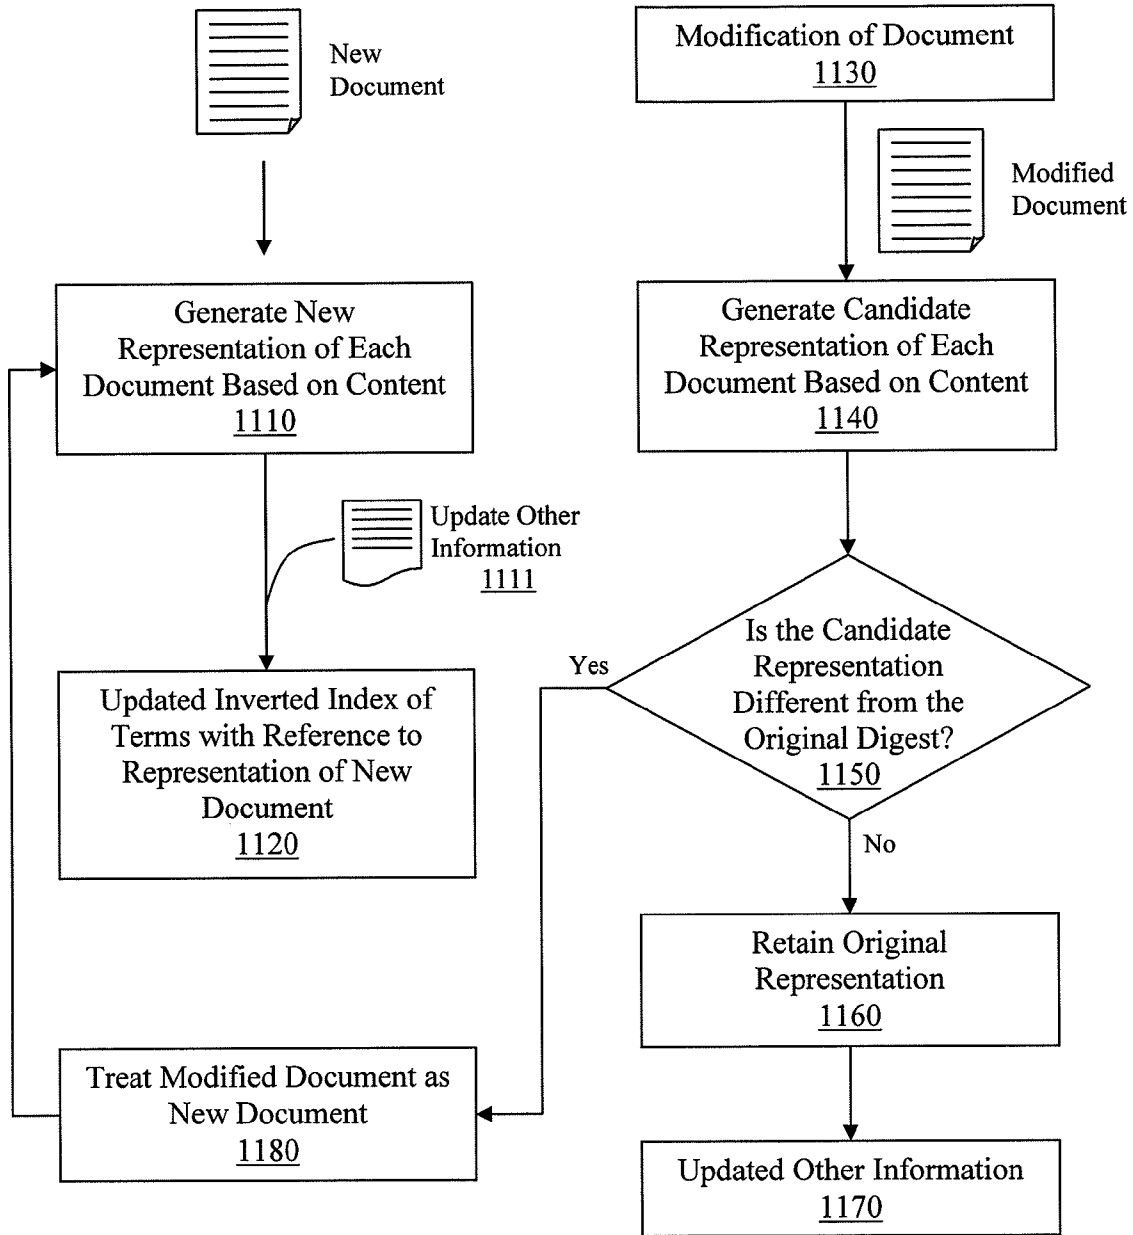 New
Document
Generate New
Representation of Each
Document Based on Content
1110
Update Other
Information
1111
Updated Inverted Index of
Terms with Reference to
Representation of New
Document
1120
Modification of Document
1130
Modified
Document
Generate Candidate
Representation of Each
Document Based on Content
1140
Is the Candidate
Representation
Different from the
Original Digest?
1150
Yes
No
Retain Original
Representation
1160
Updated Other Information
1170
Treat Modified Document as
New Document
1180